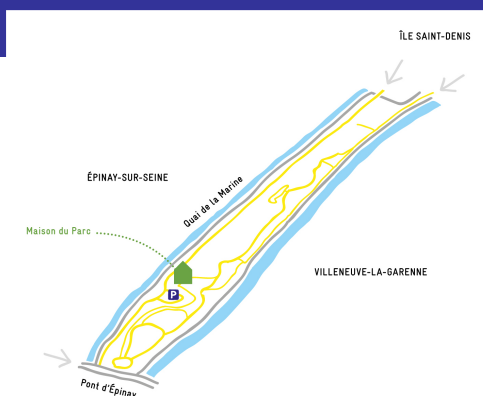 ÎLE SAINT-DENIS
ÉPINAY-SUR-SEINE
Quai de la Marine
Maison du Parc
VILLENEUVE-LA-GARENNE
P
Pont d'Épinay